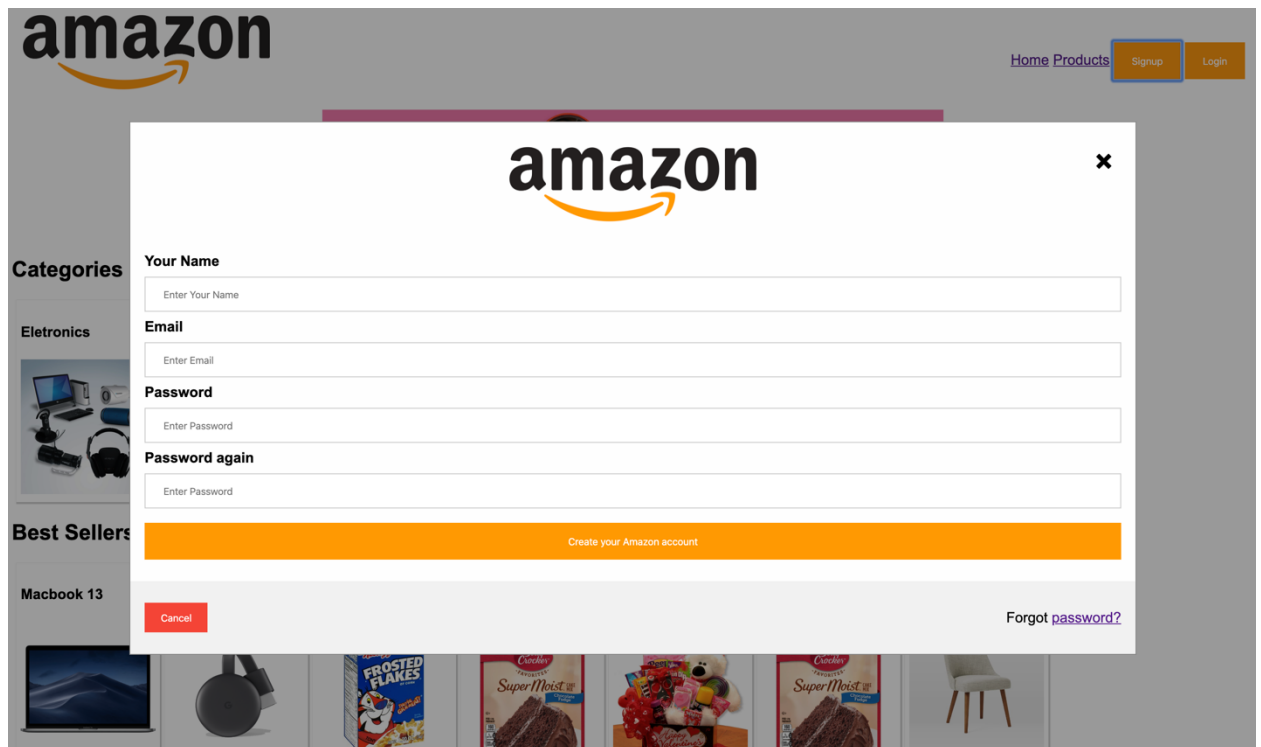 amazon
Home Products Signup Login
amazon
✖
Your Name
Enter Your Name
Email
Enter Email
Password
Enter Password
Password again
Enter Password
Create your Amazon account
Cancel
Forgot password?
Categories
Eletronics
Best Sellers
Macbook 13
FROSTED
FLAKES
Crocker
FAVORITES
SuperMoist
Crocker
FAVORITES
SuperMoist